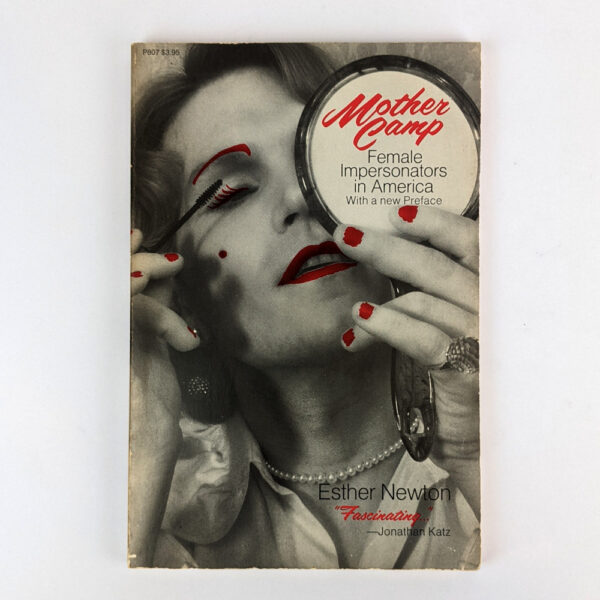 P807 $3.95
Mother
Camp
Female
Impersonators
in America
With a new Preface
Esther Newton
"Fascinating..."
—Jonathan Katz